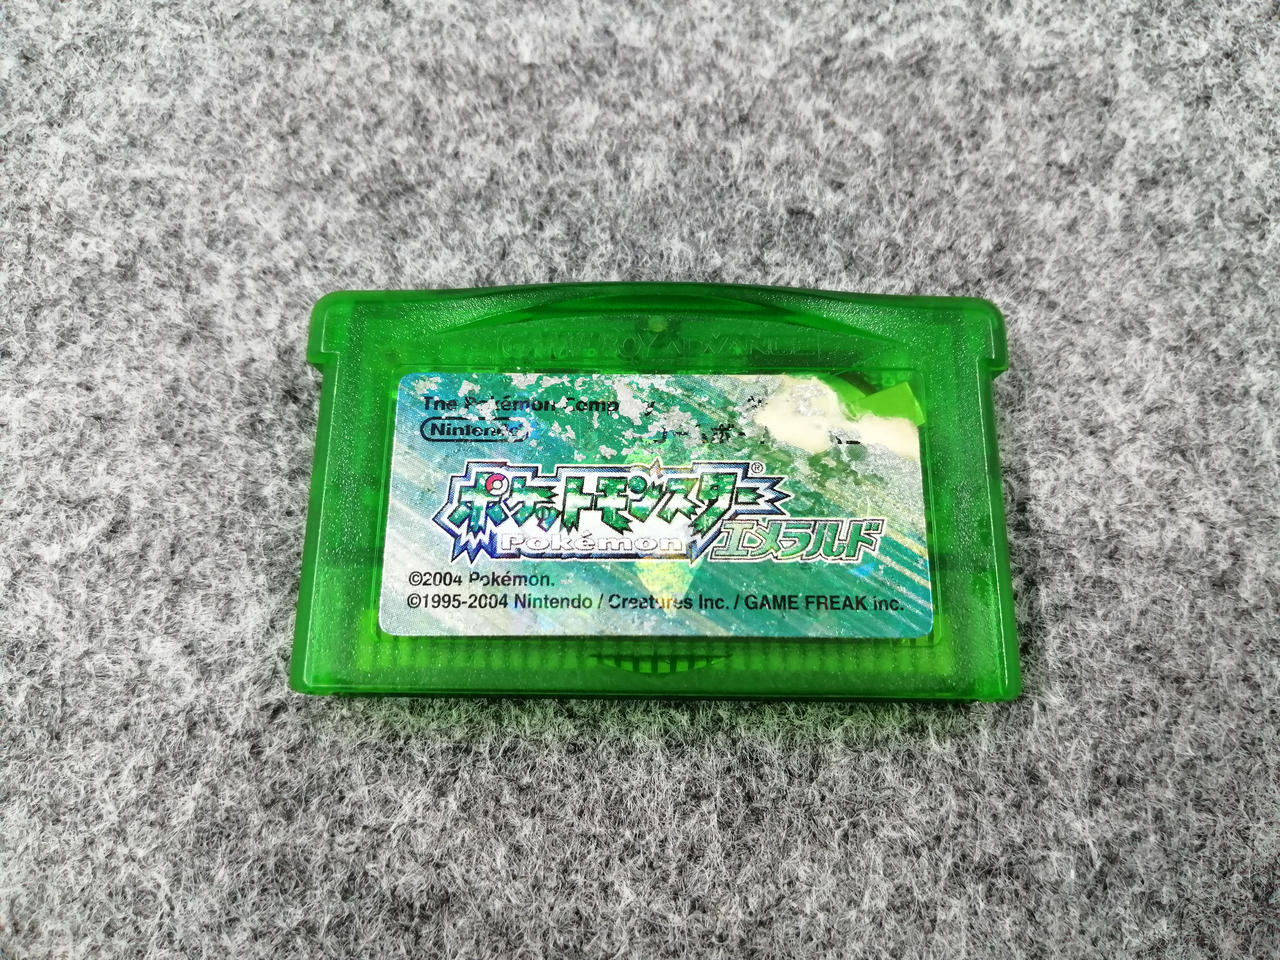 GAME BOY ADVANCE
The Pokémon Company
Nintendo
ポケットモンスター®
Pokémon エメラルド
©2004 Pokémon.
©1995-2004 Nintendo / Creatures Inc. / GAME FREAK inc.